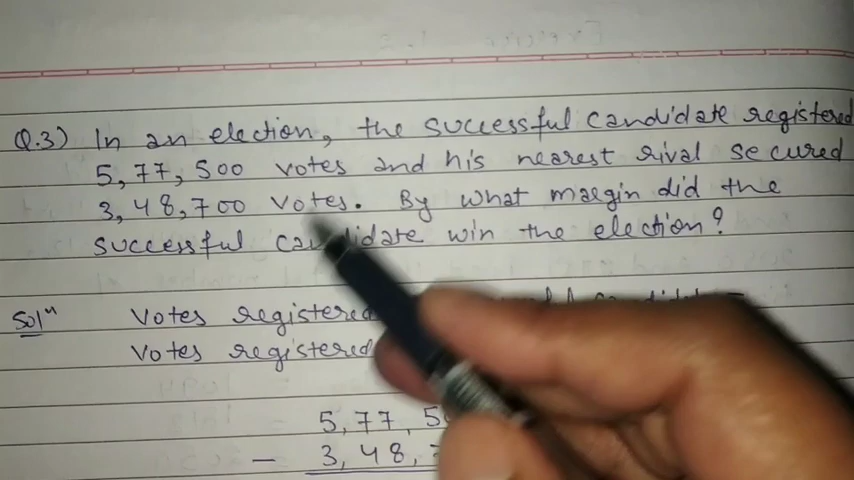 Q.3) In an election, the successful candidate registered
5,77,500 votes and his nearest rival secured
3,48,700 votes. By what margin did the
successful candidate win the election?
Soln Votes registered
Votes registered
5,77,5
- 3, 48,